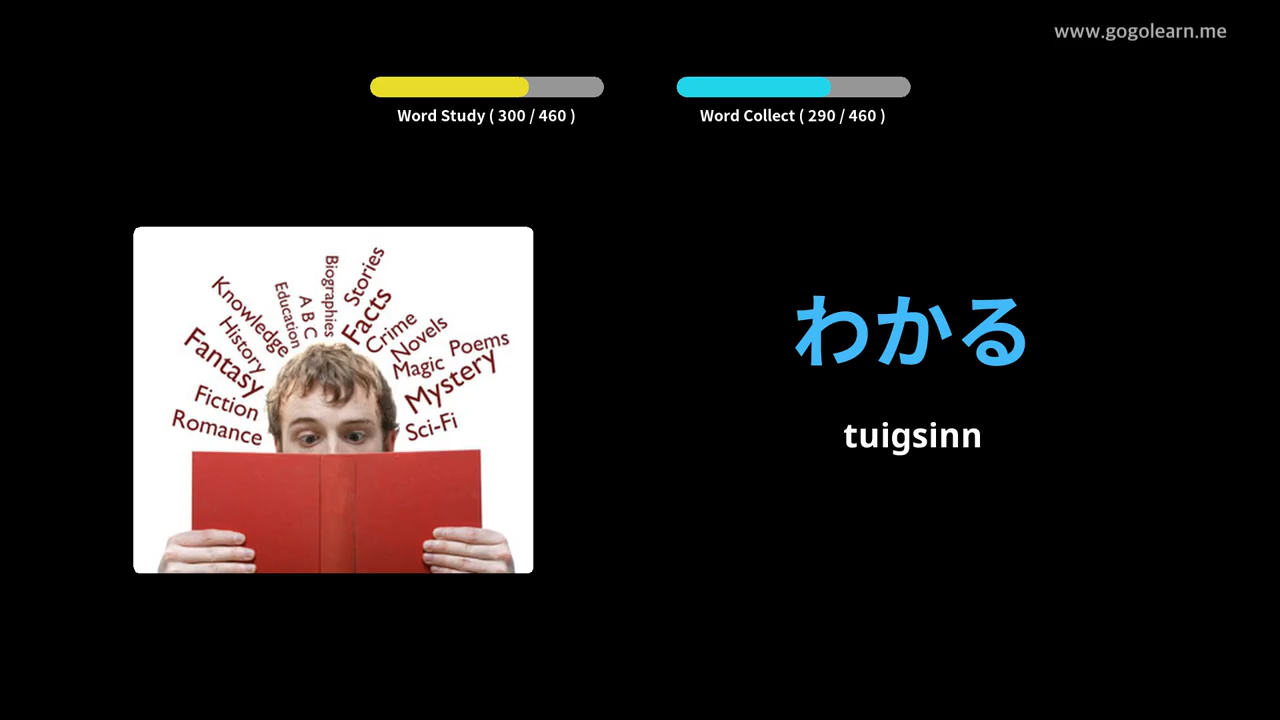 www.gogolearn.me
Word Study ( 300 / 460 )
Word Collect ( 290 / 460 )
Biographies
Stories
Education
A B C
Facts
Knowledge
Crime
History
Novels
Poems
Fantasy
Magic
Mystery
Fiction
Romance
Sci-Fi
わかる
tuigsinn